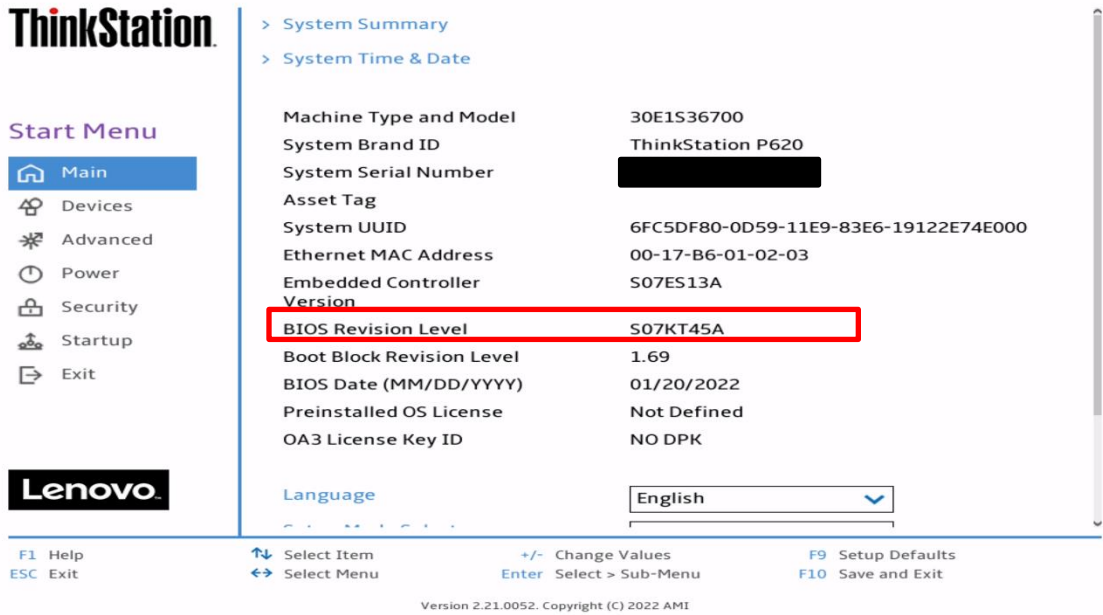 ThinkStation
> System Summary
> System Time & Date
Start Menu
Main
Devices
Advanced
Power
Security
Startup
Exit
Machine Type and Model 30E1S36700
System Brand ID ThinkStation P620
System Serial Number
Asset Tag
System UUID 6FC5DF80-0D59-11E9-83E6-19122E74E000
Ethernet MAC Address 00-17-B6-01-02-03
Embedded Controller S07ES13A
Version
BIOS Revision Level S07KT45A
Boot Block Revision Level 1.69
BIOS Date (MM/DD/YYYY) 01/20/2022
Preinstalled OS License Not Defined
OA3 License Key ID NO DPK
Language English
Lenovo
F1 Help ↑↓ Select Item +/- Change Values F9 Setup Defaults
ESC Exit ←→ Select Menu Enter Select > Sub-Menu F10 Save and Exit
Version 2.21.0052. Copyright (C) 2022 AMI